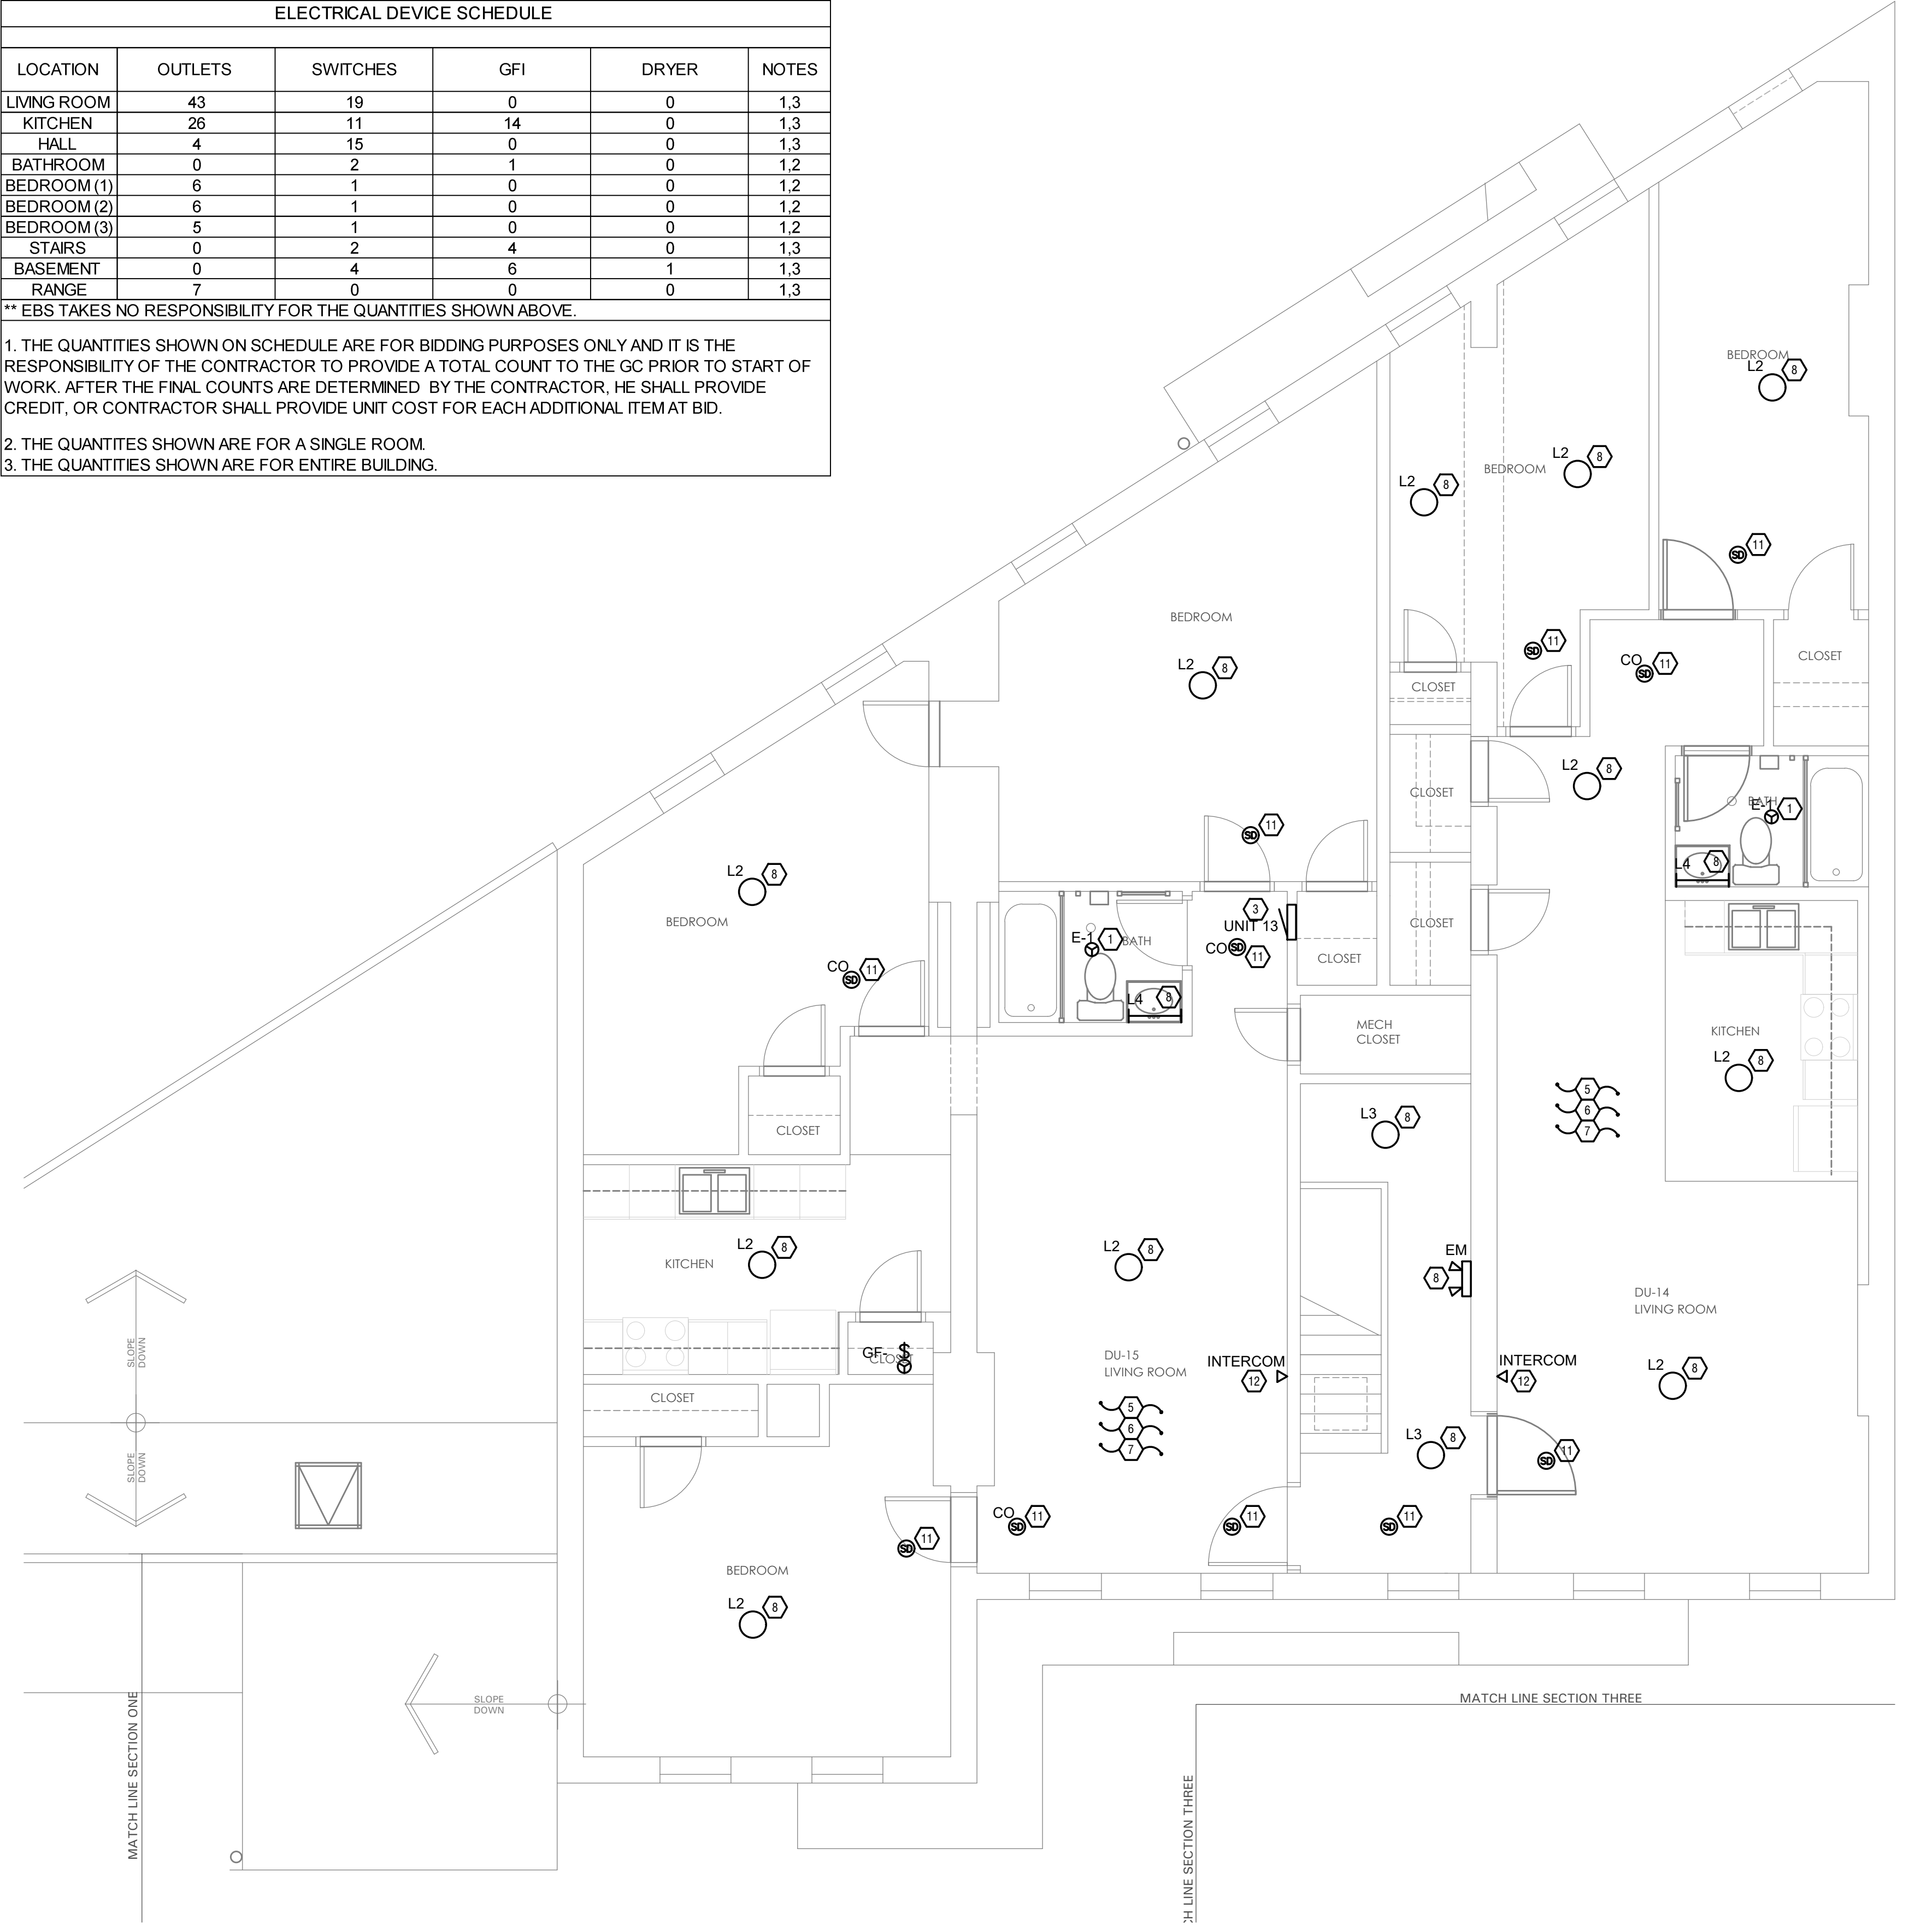 ELECTRICAL DEVICE SCHEDULE
LOCATION OUTLETS SWITCHES GFI DRYER NOTES
LIVING ROOM 43 19 0 0 1,3
KITCHEN 26 11 14 0 1,3
HALL 4 15 0 0 1,3
BATHROOM 0 2 1 0 1,2
BEDROOM (1) 6 1 0 0 1,2
BEDROOM (2) 6 1 0 0 1,2
BEDROOM (3) 5 1 0 0 1,2
STAIRS 0 2 4 0 1,3
BASEMENT 0 4 6 1 1,3
RANGE 7 0 0 0 1,3
** EBS TAKES NO RESPONSIBILITY FOR THE QUANTITIES SHOWN ABOVE.
1. THE QUANTITIES SHOWN ON SCHEDULE ARE FOR BIDDING PURPOSES ONLY AND IT IS THE
RESPONSIBILITY OF THE CONTRACTOR TO PROVIDE A TOTAL COUNT TO THE GC PRIOR TO START OF
WORK. AFTER THE FINAL COUNTS ARE DETERMINED BY THE CONTRACTOR, HE SHALL PROVIDE
CREDIT, OR CONTRACTOR SHALL PROVIDE UNIT COST FOR EACH ADDITIONAL ITEM AT BID.
2. THE QUANTITES SHOWN ARE FOR A SINGLE ROOM.
3. THE QUANTITIES SHOWN ARE FOR ENTIRE BUILDING.
BEDROOM
L2 8
L2 8
BEDROOM
L2 8
SD 11
BEDROOM
SD 11
CO SD 11
CLOSET
L2 8
CLOSET
L2 8
CLOSET
BATH
E-1 1
SD 11
L4 8
L2 8
BEDROOM
3
UNIT 13
CO SD 11
CLOSET
E-1 1 BATH
CLOSET
CO SD 11
L4 8
MECH
CLOSET
KITCHEN
L2 8
5
6
7
L3 8
CLOSET
L2 8
KITCHEN
L2 8
EM
8
DU-14
LIVING ROOM
SLOPE
DOWN
GF- $
CLOSET
DU-15
LIVING ROOM
INTERCOM
12
INTERCOM
12
L2 8
CLOSET
5
6
7
L3 8
SD 11
SLOPE
DOWN
SD 11
CO SD 11
SD 11
SD 11
BEDROOM
L2 8
SLOPE
DOWN
MATCH LINE SECTION THREE
MATCH LINE SECTION ONE
CH LINE SECTION THREE